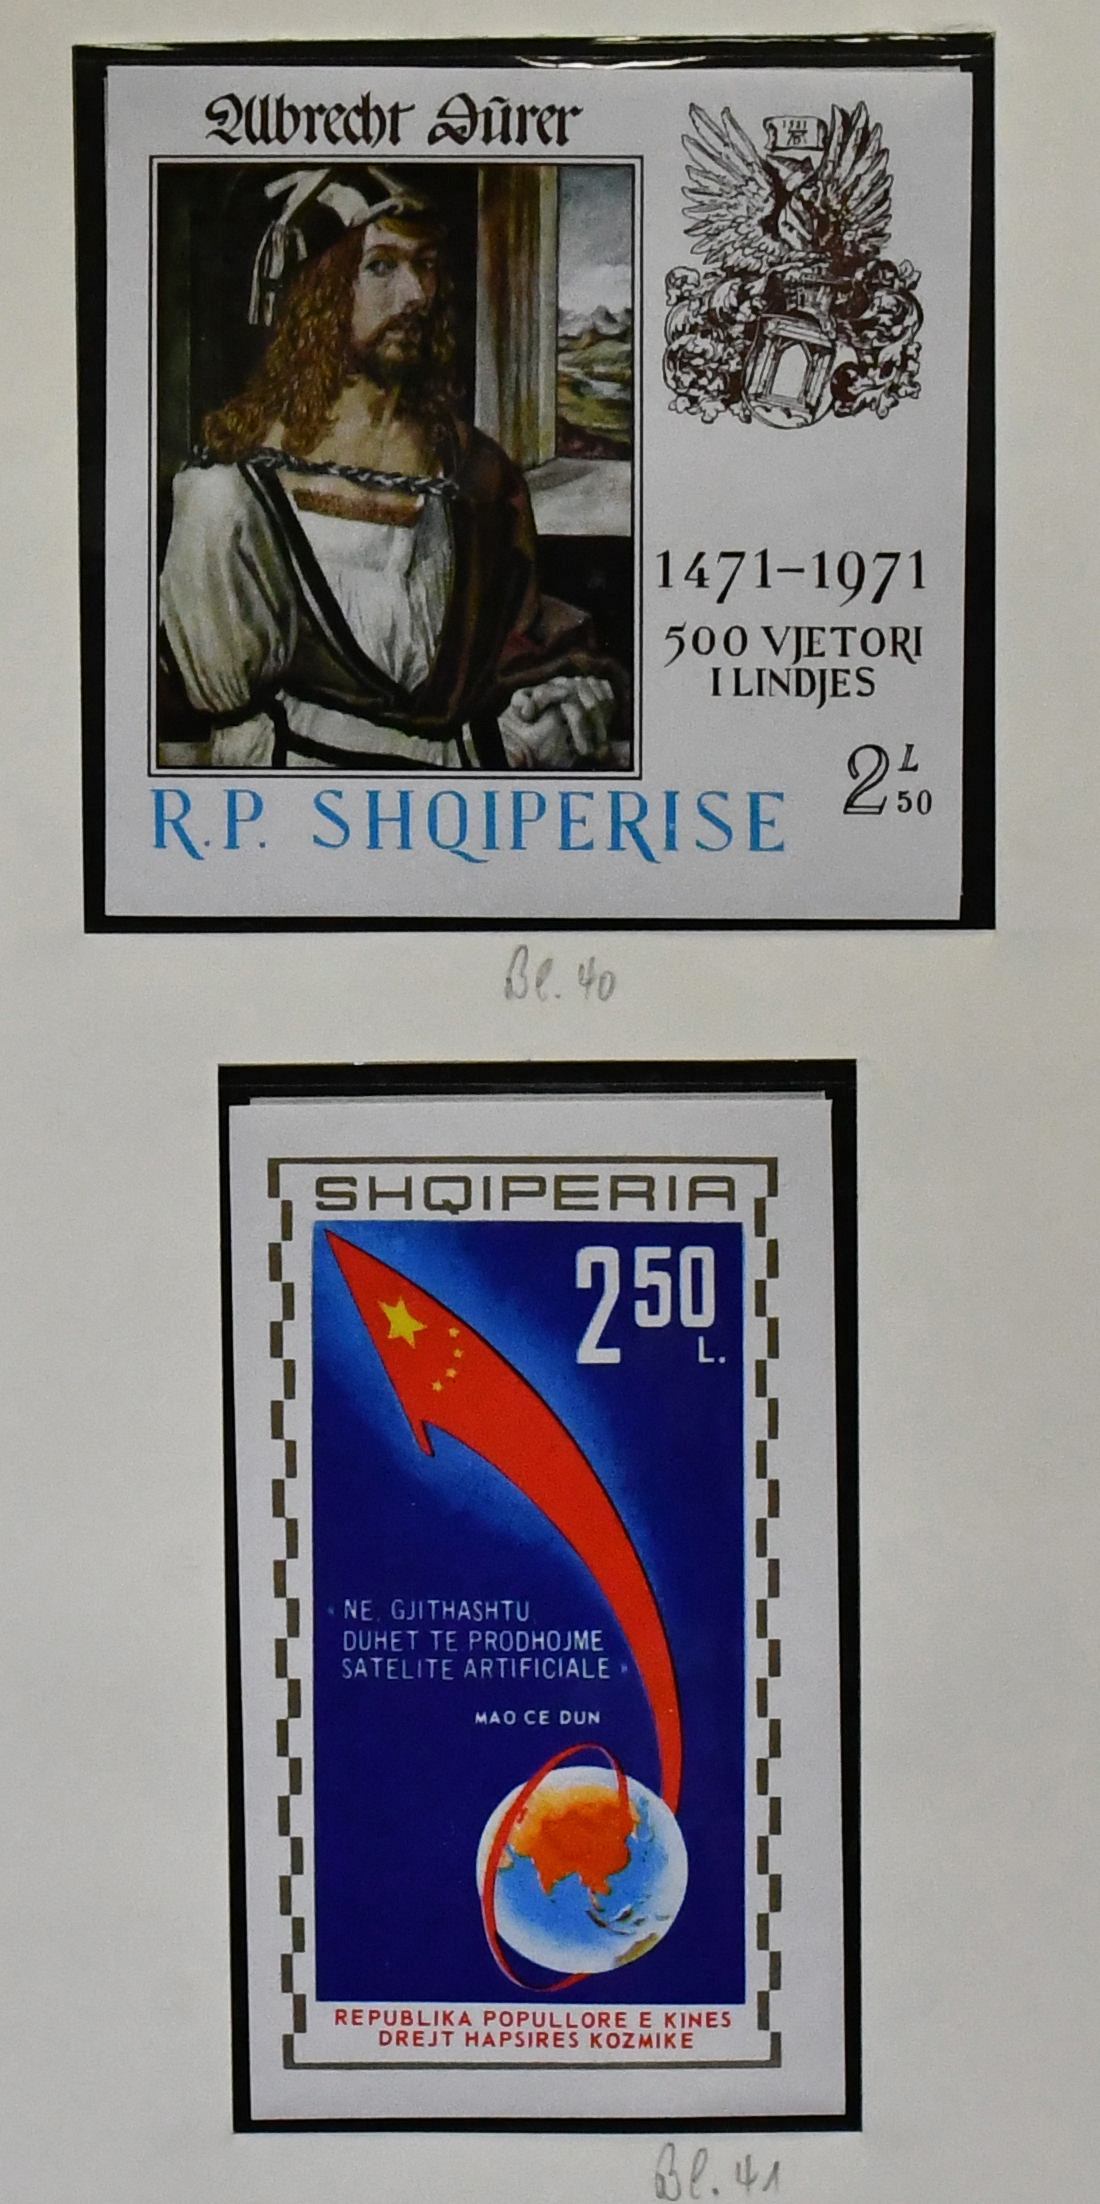 Albrecht Dürer
1471–1971
500 VJETORI
I LINDJES
2 L 50
R.P. SHQIPERISE
Bl. 40
SHQIPERIA
2 50 L.
« NE, GJITHASHTU,
DUHET TE PRODHOJME
SATELITE ARTIFICIALE »
MAO CE DUN
REPUBLIKA POPULLORE E KINES
DREJT HAPSIRES KOZMIKE
Bl. 41